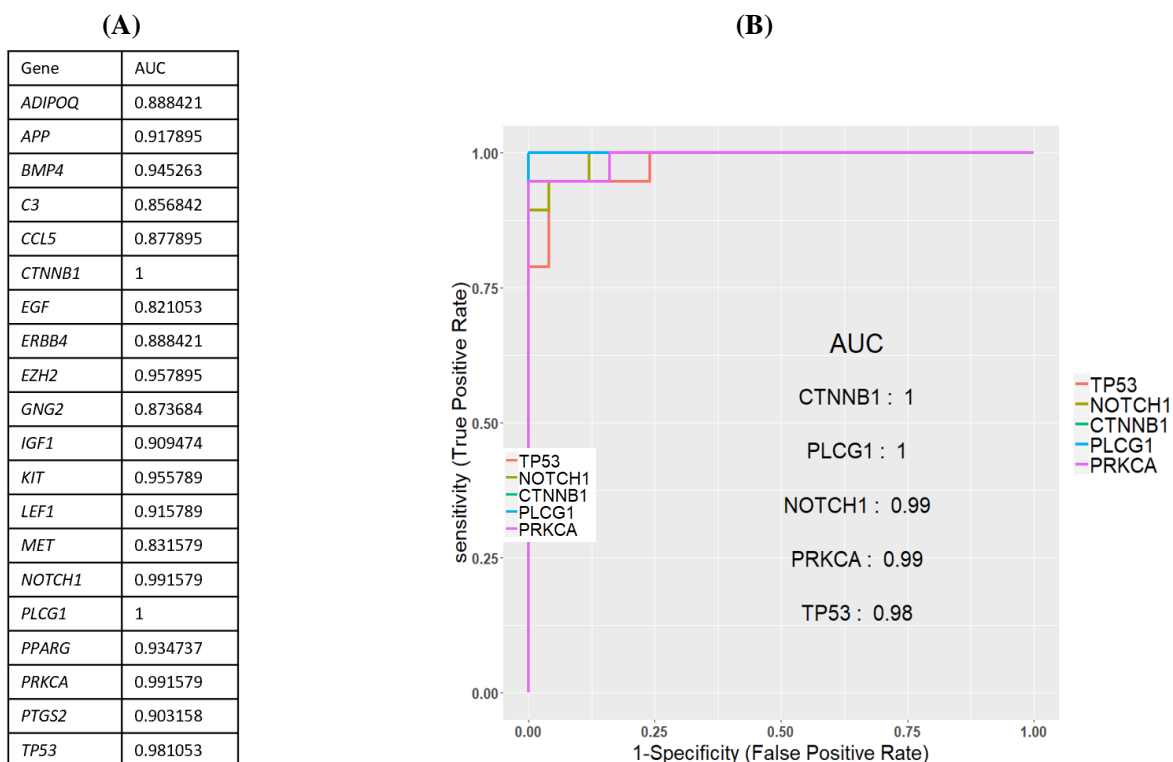 (A)
Gene AUC
ADIPOQ 0.888421
APP 0.917895
BMP4 0.945263
C3 0.856842
CCL5 0.877895
CTNNB1 1
EGF 0.821053
ERBB4 0.888421
EZH2 0.957895
GNG2 0.873684
IGF1 0.909474
KIT 0.955789
LEF1 0.915789
MET 0.831579
NOTCH1 0.991579
PLCG1 1
PPARG 0.934737
PRKCA 0.991579
PTGS2 0.903158
TP53 0.981053
(B)
sensitivity (True Positive Rate)
1.00
0.75
0.50
0.25
0.00
TP53
NOTCH1
CTNNB1
PLCG1
PRKCA
AUC
CTNNB1 : 1
PLCG1 : 1
NOTCH1 : 0.99
PRKCA : 0.99
TP53 : 0.98
0.00 0.25 0.50 0.75 1.00
1-Specificity (False Positive Rate)
TP53
NOTCH1
CTNNB1
PLCG1
PRKCA